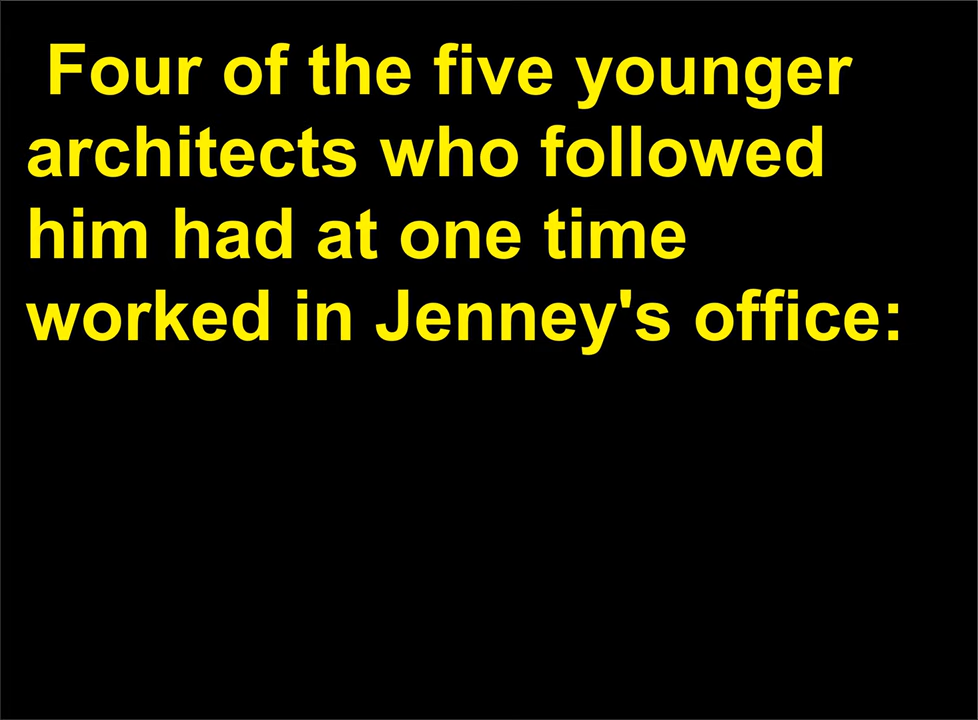 Four of the five younger
architects who followed
him had at one time
worked in Jenney's office: